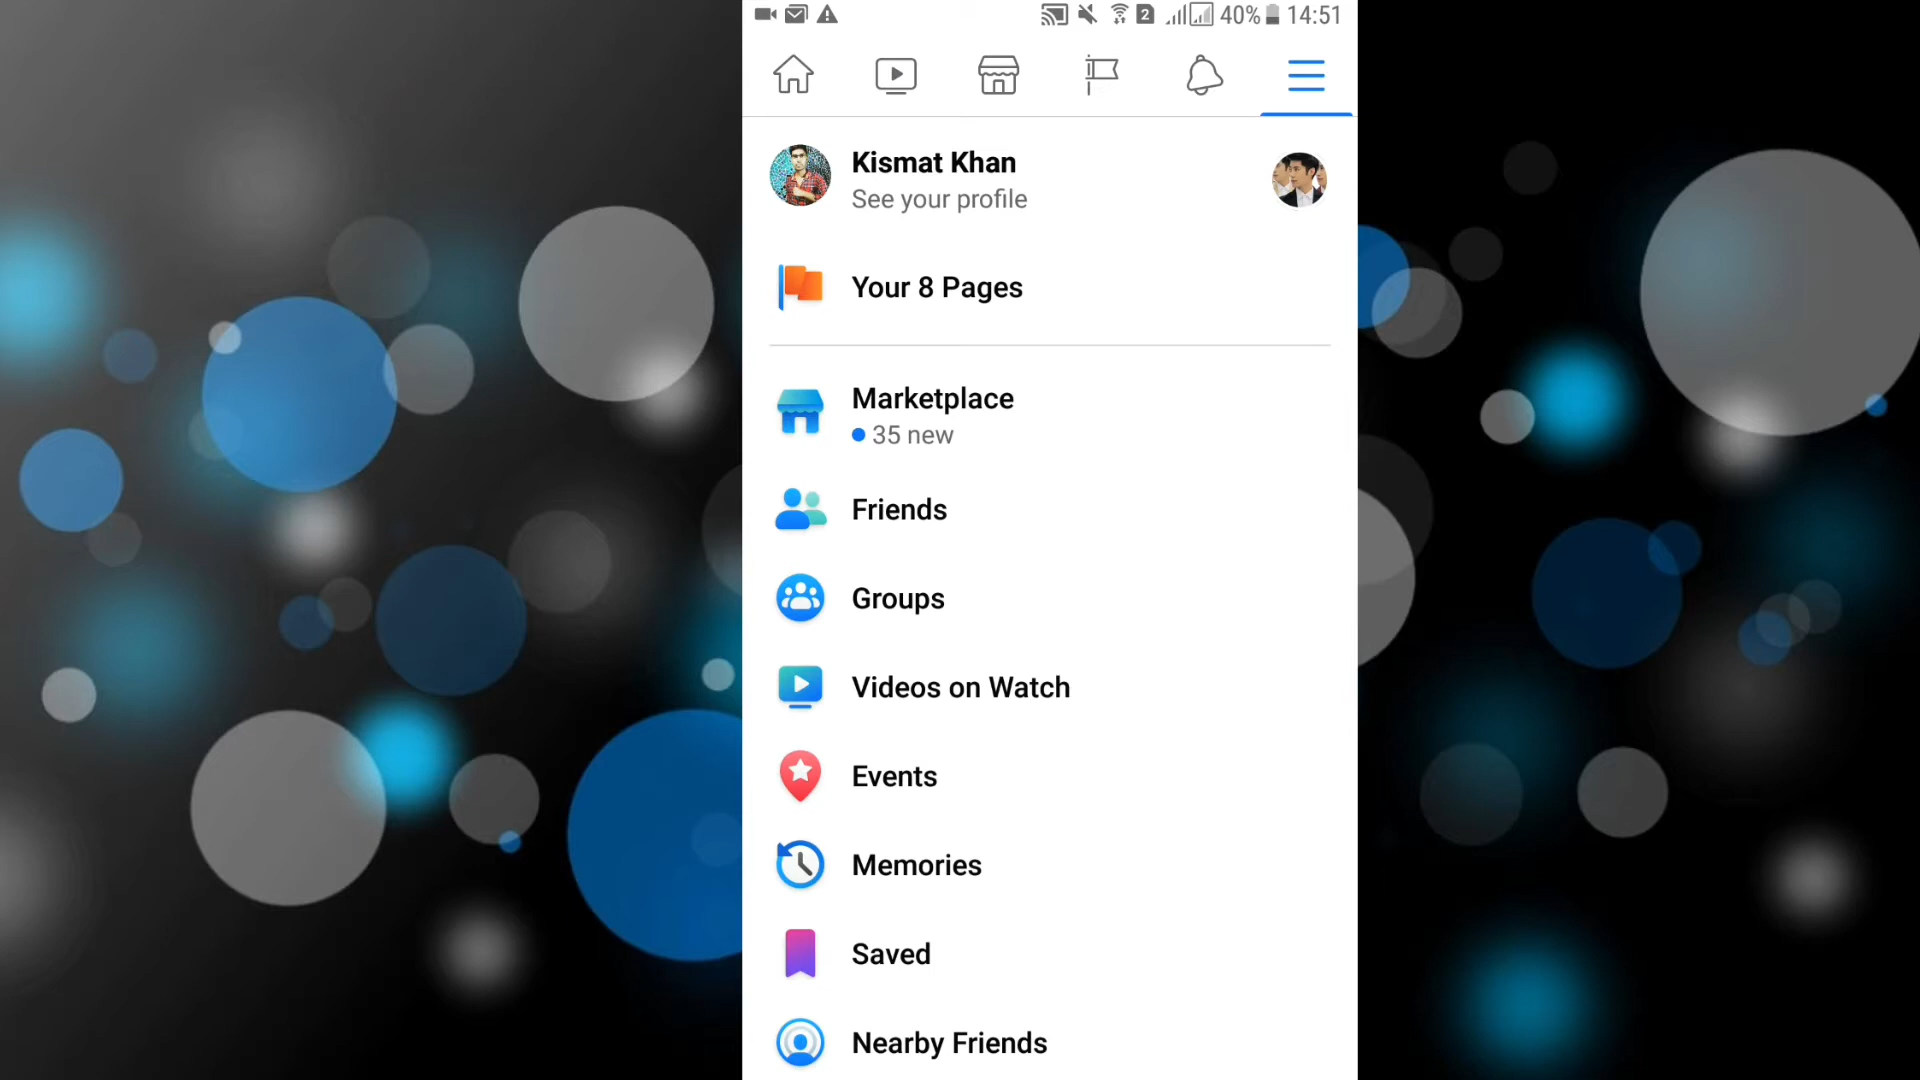 2 40% 14:51
Kismat Khan
See your profile
Your 8 Pages
Marketplace
35 new
Friends
Groups
Videos on Watch
Events
Memories
Saved
Nearby Friends